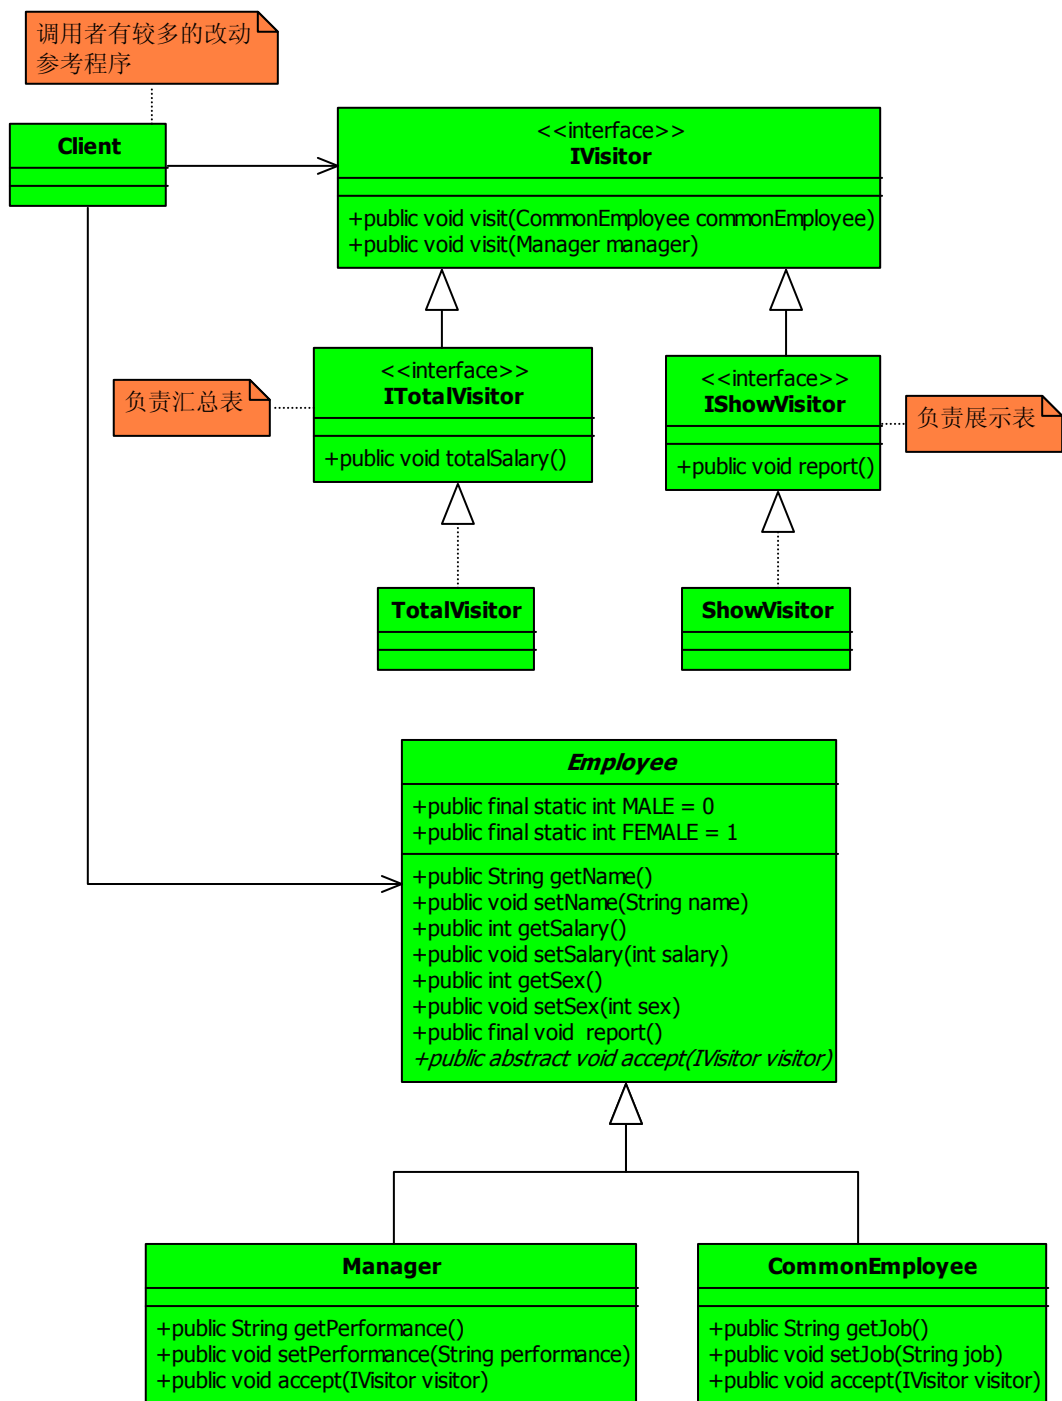 调用者有较多的改动
参考程序
Client
<<interface>>
IVisitor
+public void visit(CommonEmployee commonEmployee)
+public void visit(Manager manager)
<<interface>>
ITotalVisitor
+public void totalSalary()
负责汇总表
<<interface>>
IShowVisitor
+public void report()
负责展示表
TotalVisitor
ShowVisitor
Employee
+public final static int MALE = 0
+public final static int FEMALE = 1
+public String getName()
+public void setName(String name)
+public int getSalary()
+public void setSalary(int salary)
+public int getSex()
+public void setSex(int sex)
+public final void  report()
+public abstract void accept(IVisitor visitor)
Manager
+public String getPerformance()
+public void setPerformance(String performance)
+public void accept(IVisitor visitor)
CommonEmployee
+public String getJob()
+public void setJob(String job)
+public void accept(IVisitor visitor)